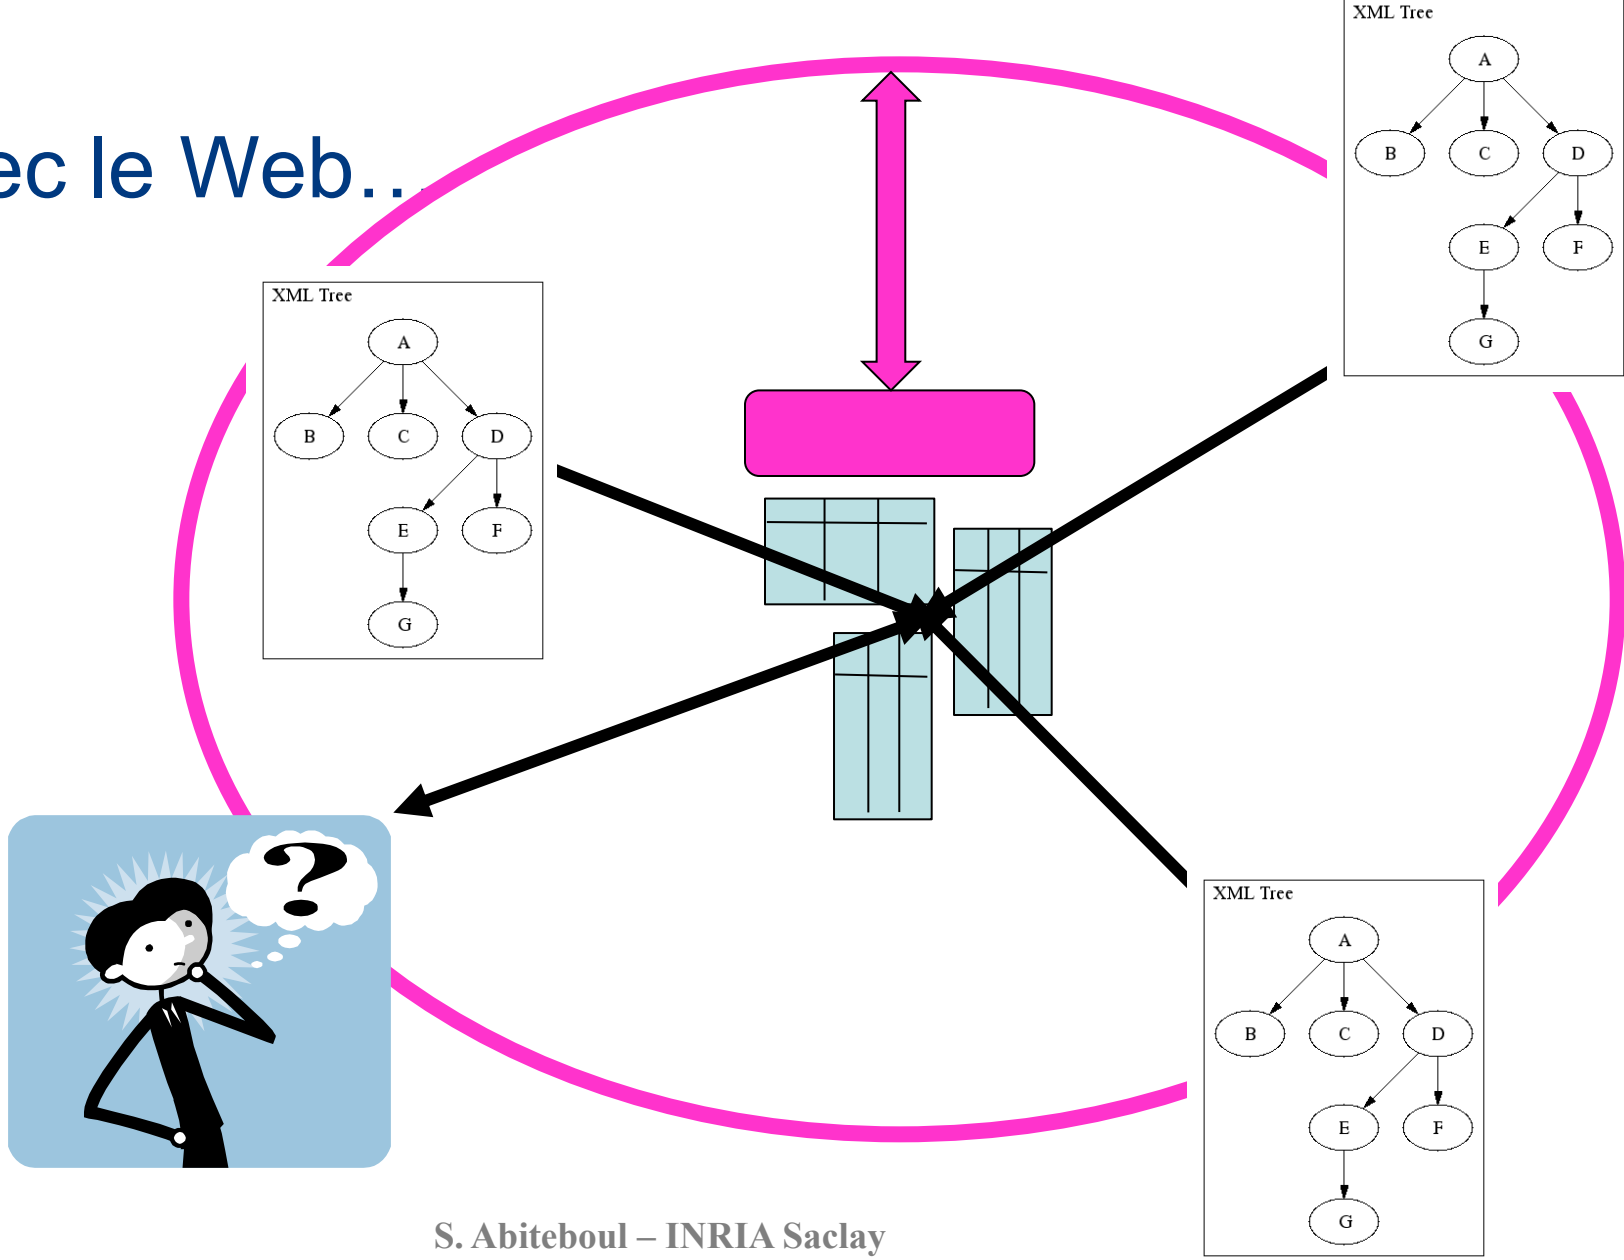 XML Tree
A
B C D
E F
G
ec le Web…
XML Tree
A
B C D
E F
G
?
XML Tree
A
B C D
E F
G
S. Abiteboul – INRIA Saclay